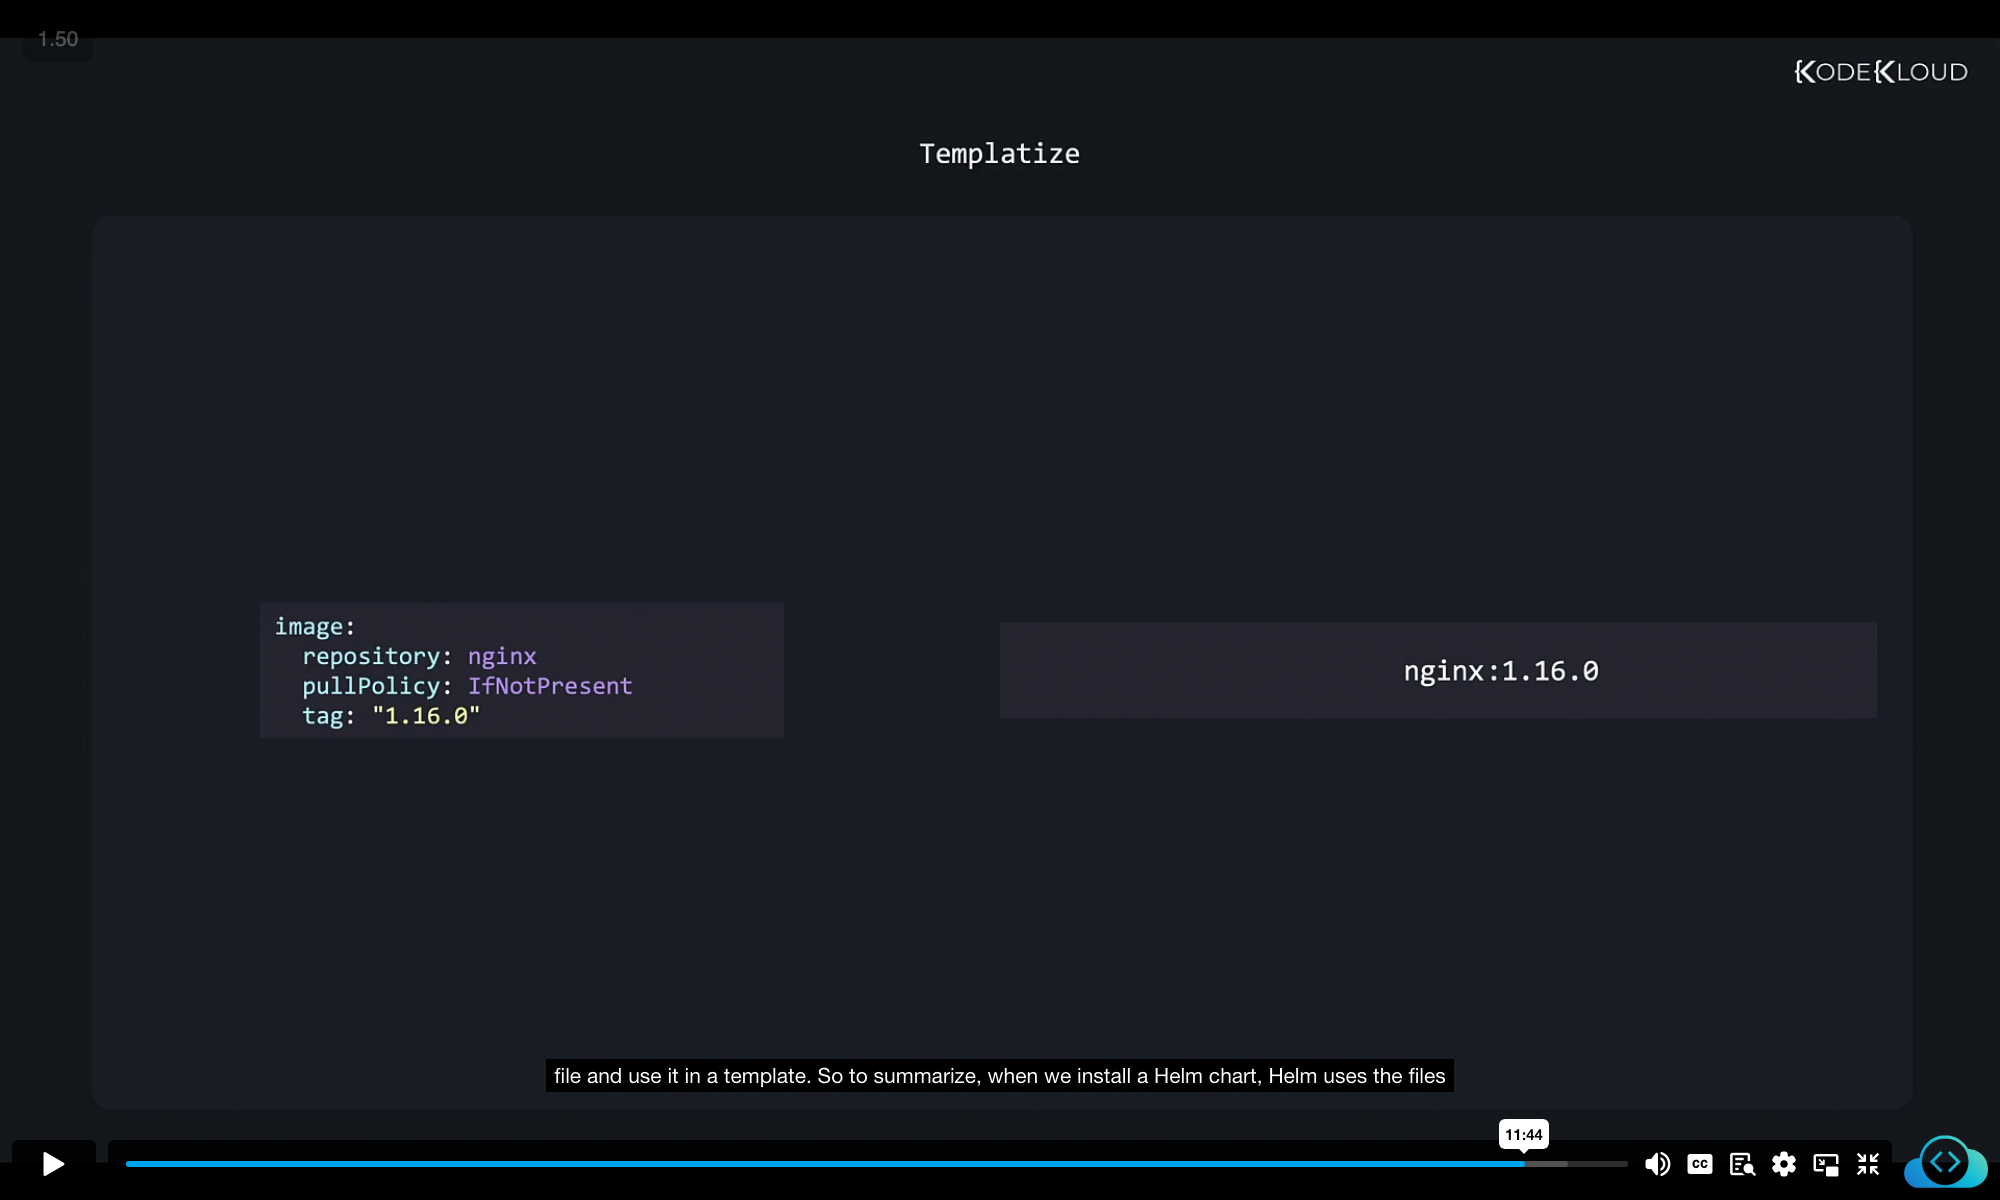 1.50
KODEKLOUD
Templatize
image:
  repository: nginx
  pullPolicy: IfNotPresent
  tag: "1.16.0"
nginx:1.16.0
file and use it in a template. So to summarize, when we install a Helm chart, Helm uses the files
11:44
CC